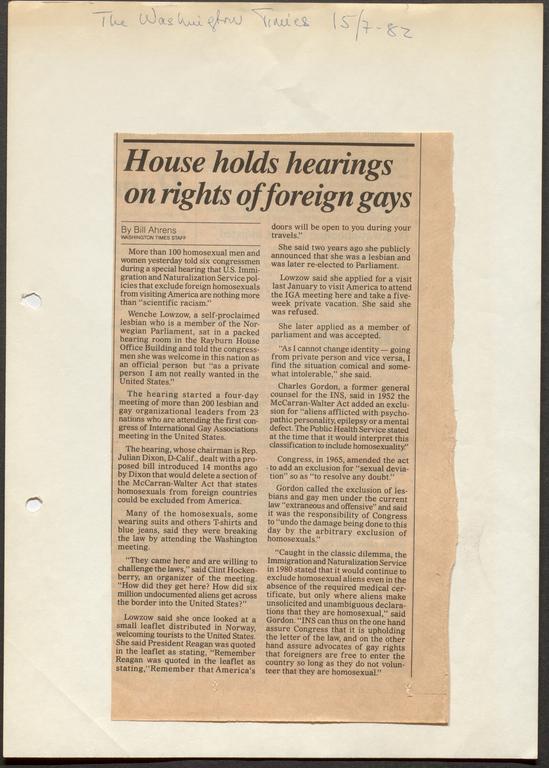 The Washington Times 15/7-82
House holds hearings
on rights of foreign gays
By Bill Ahrens
WASHINGTON TIMES STAFF
More than 100 homosexual men and
women yesterday told six congressmen
during a special hearing that U.S. Immi-
gration and Naturalization Service pol-
icies that exclude foreign homosexuals
from visiting America are nothing more
than "scientific racism."
Wenche Lowzow, a self-proclaimed
lesbian who is a member of the Nor-
wegian Parliament, sat in a packed
hearing room in the Rayburn House
Office Building and told the congress-
men she was welcome in this nation as
an official person but "as a private
person I am not really wanted in the
United States."
The hearing started a four-day
meeting of more than 200 lesbian and
gay organizational leaders from 23
nations who are attending the first con-
gress of International Gay Associations
meeting in the United States.
The hearing, whose chairman is Rep.
Julian Dixon, D-Calif., dealt with a pro-
posed bill introduced 14 months ago
by Dixon that would delete a section of
the McCarran-Walter Act that states
homosexuals from foreign countries
could be excluded from America.
Many of the homosexuals, some
wearing suits and others T-shirts and
blue jeans, said they were breaking
the law by attending the Washington
meeting.
"They came here and are willing to
challenge the laws," said Clint Hocken-
berry, an organizer of the meeting.
"How did they get here? How did six
million undocumented aliens get across
the border into the United States?"
Lowzow said she once looked at a
small leaflet distributed in Norway,
welcoming tourists to the United States.
She said President Reagan was quoted
in the leaflet as stating, "Remember
Reagan was quoted in the leaflet as
stating,"Remember that America's
doors will be open to you during your
travels."
She said two years ago she publicly
announced that she was a lesbian and
was later re-elected to Parliament.
Lowzow said she applied for a visit
last January to visit America to attend
the IGA meeting here and take a five-
week private vacation. She said she
was refused.
She later applied as a member of
parliament and was accepted.
"As I cannot change identity — going
from private person and vice versa, I
find the situation comical and some-
what intolerable," she said.
Charles Gordon, a former general
counsel for the INS, said in 1952 the
McCarran-Walter Act added an exclu-
sion for "aliens afflicted with psycho-
pathic personality, epilepsy or a mental
defect. The Public Health Service stated
at the time that it would interpret this
classification to include homosexuality."
Congress, in 1965, amended the act
to add an exclusion for "sexual devia-
tion" so as "to resolve any doubt."
Gordon called the exclusion of les-
bians and gay men under the current
law "extraneous and offensive" and said
it was the responsibility of Congress
to "undo the damage being done to this
day by the arbitrary exclusion of
homosexuals."
"Caught in the classic dilemma, the
Immigration and Naturalization Service
in 1980 stated that it would continue to
exclude homosexual aliens even in the
absence of the required medical cer-
tificate, but only where aliens make
unsolicited and unambiguous declara-
tions that they are homosexual," said
Gordon. "INS can thus on the one hand
assure Congress that it is upholding
the letter of the law, and on the other
hand assure advocates of gay rights
that foreigners are free to enter the
country so long as they do not volun-
teer that they are homosexual."